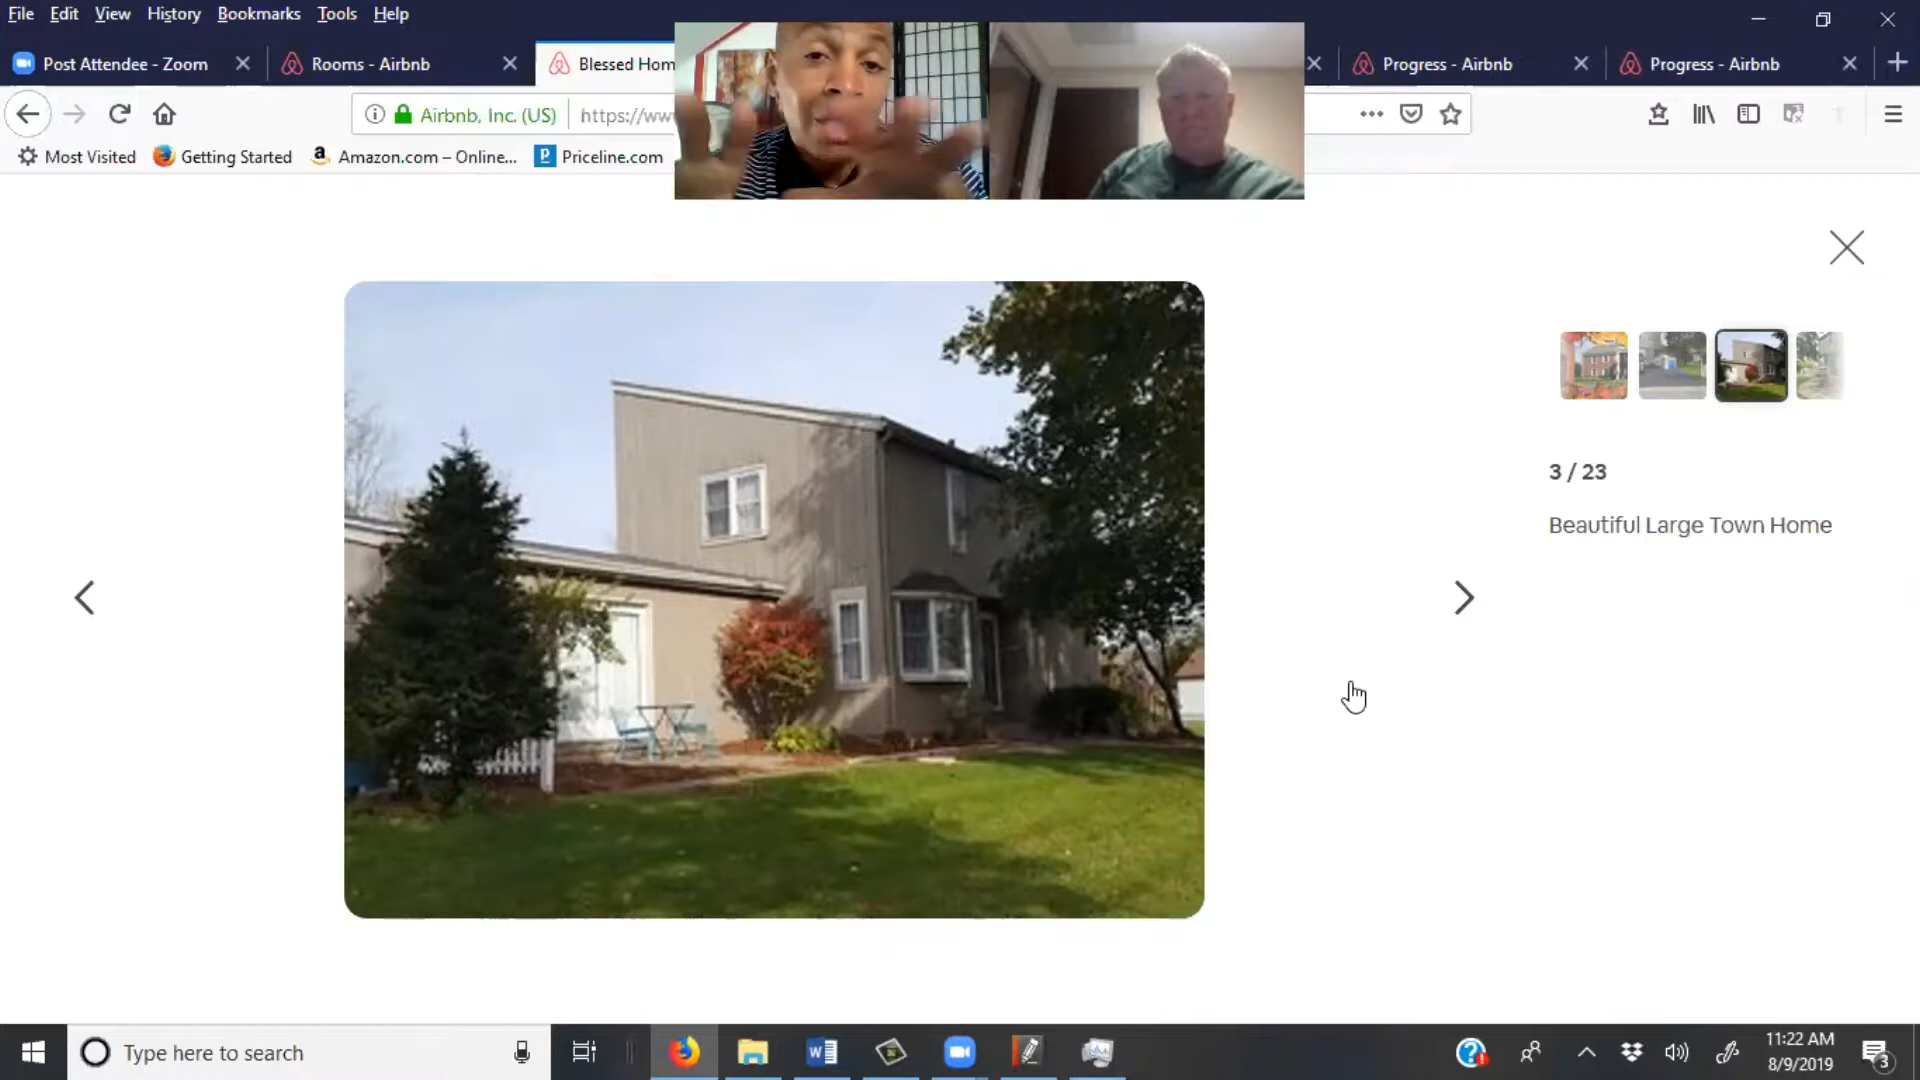 File Edit View History Bookmarks Tools Help
Post Attendee - Zoom
Rooms - Airbnb
Blessed Hom
Progress - Airbnb
Progress - Airbnb
Airbnb, Inc. (US) https://ww
Most Visited
Getting Started
Amazon.com – Online...
Priceline.com
3 / 23
Beautiful Large Town Home
Type here to search
11:22 AM
8/9/2019
3